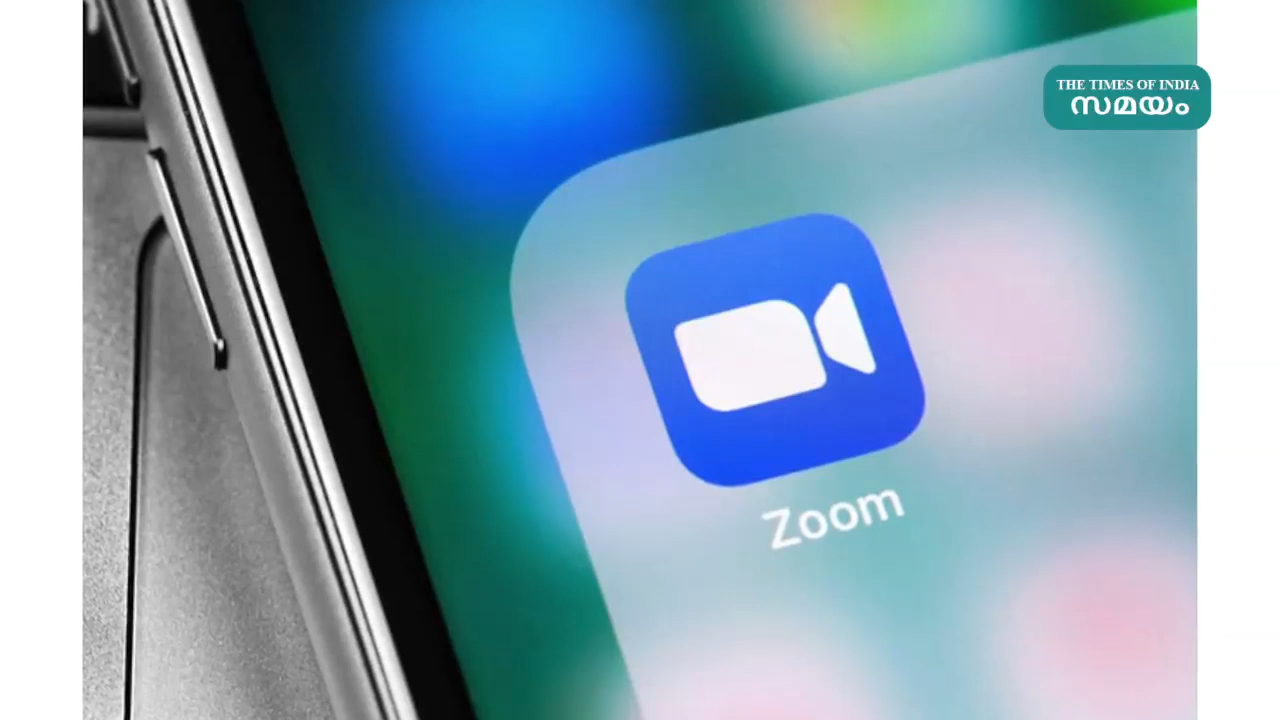 THE TIMES OF INDIA
സമയം
Zoom